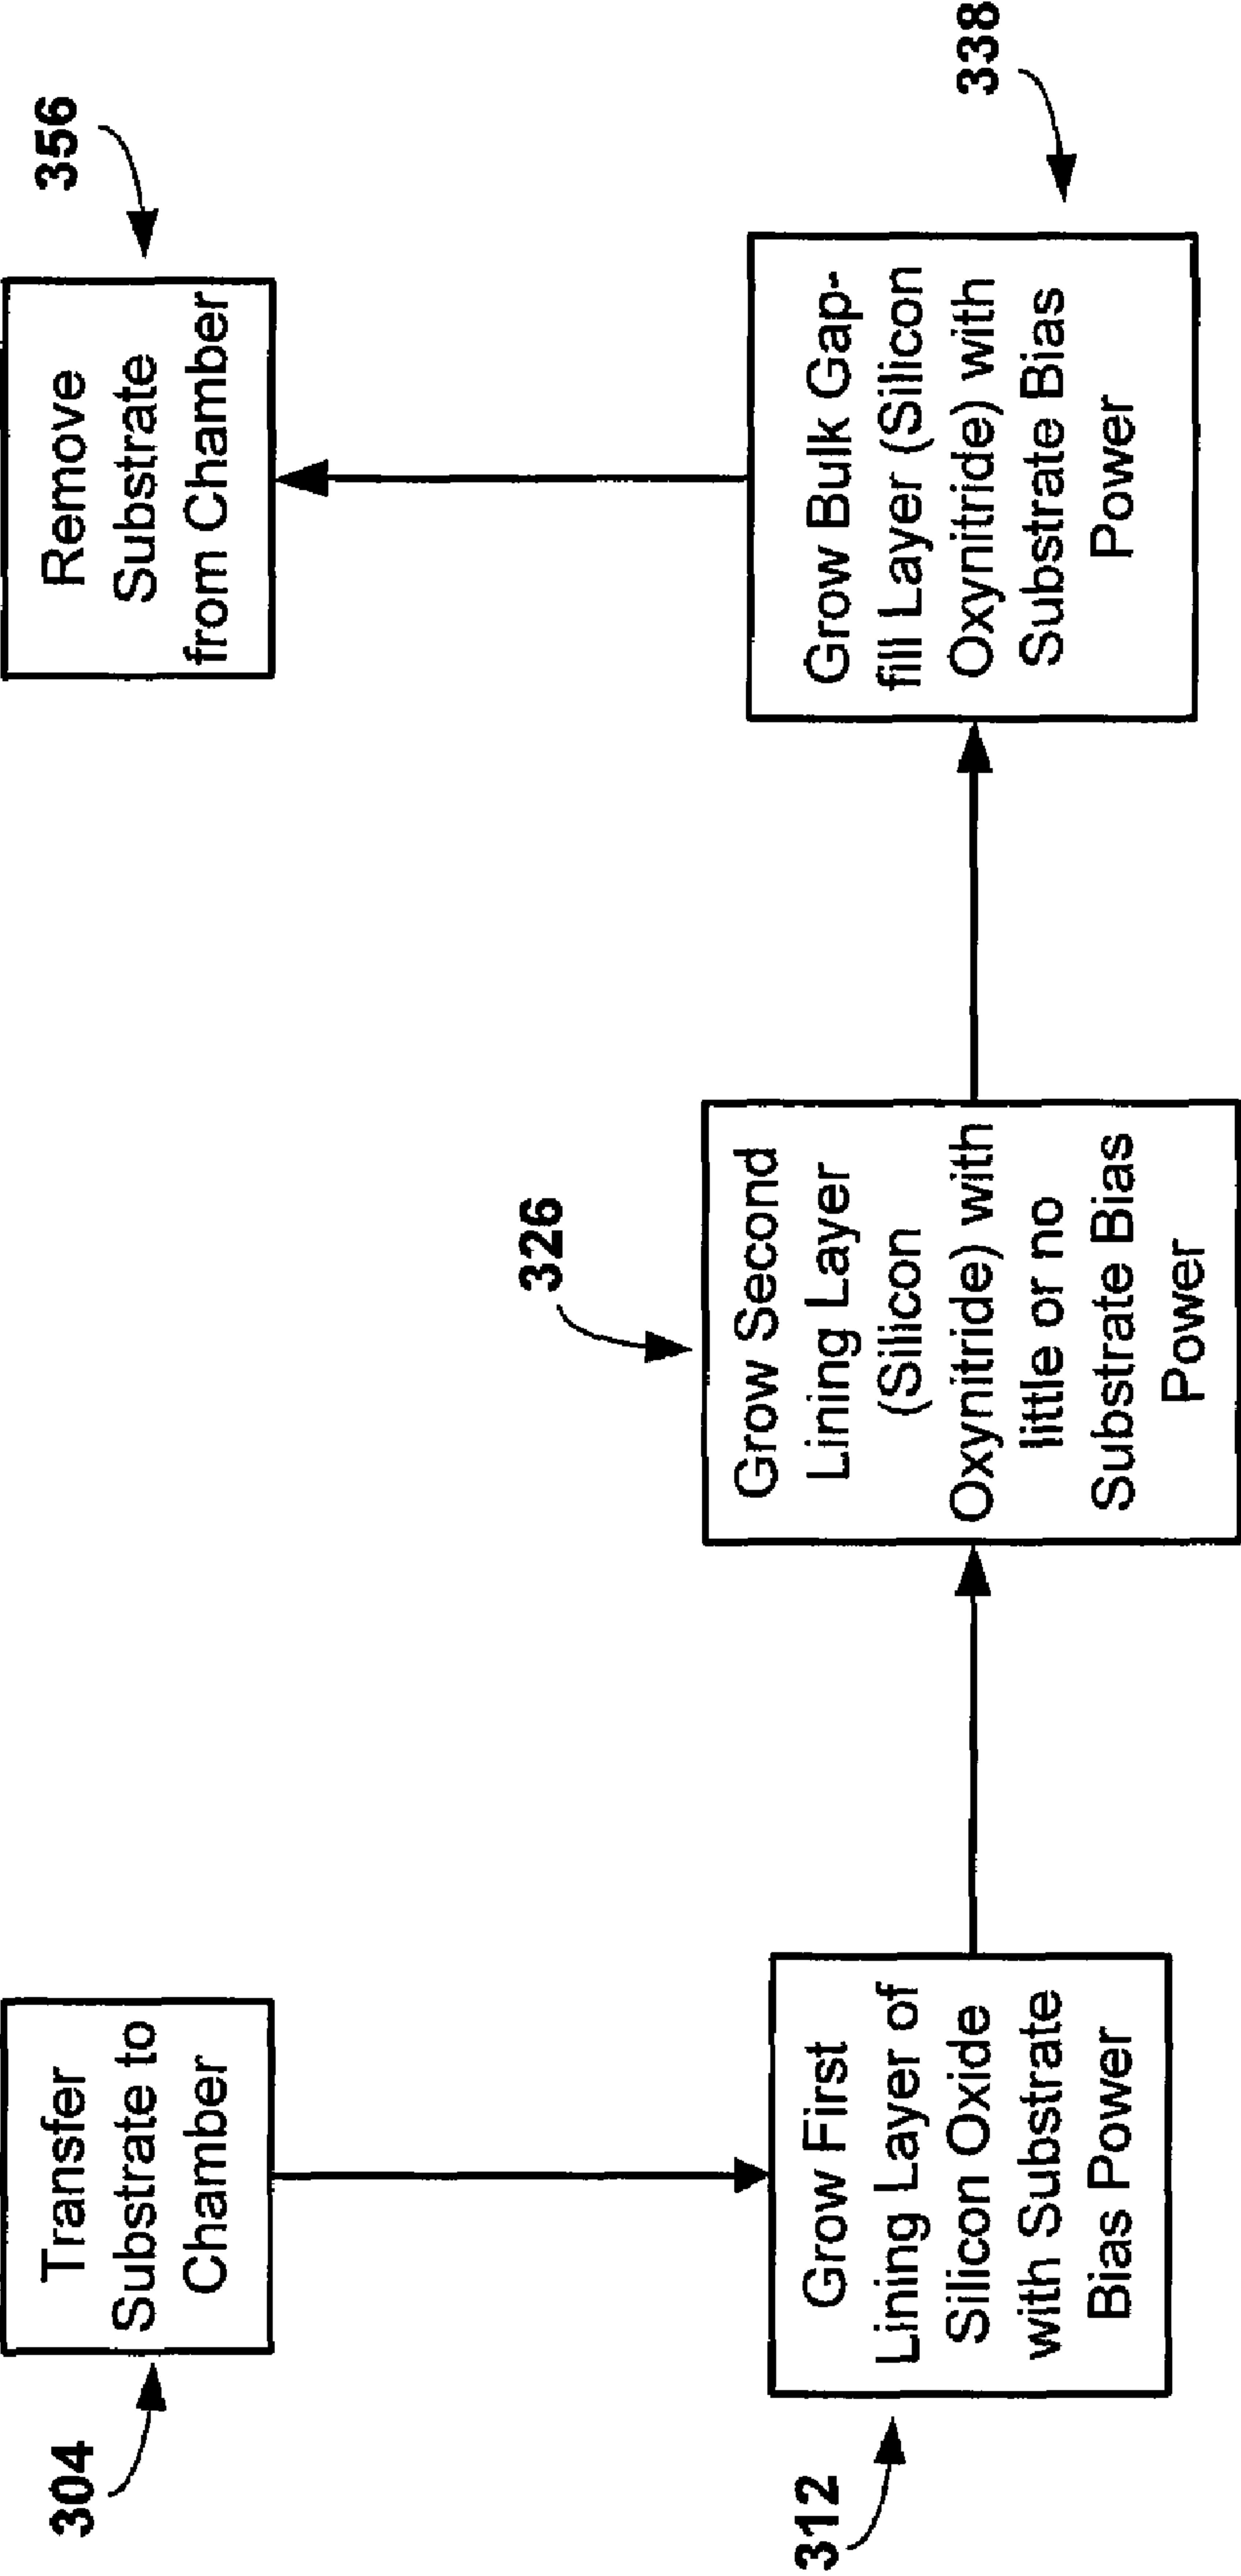 304
Transfer
Substrate to
Chamber
312
Grow First
Lining Layer of
Silicon Oxide
with Substrate
Bias Power
326
Grow Second
Lining Layer
(Silicon
Oxynitride) with
little or no
Substrate Bias
Power
338
Grow Bulk Gap-
fill Layer (Silicon
Oxynitride) with
Substrate Bias
Power
356
Remove
Substrate
from Chamber